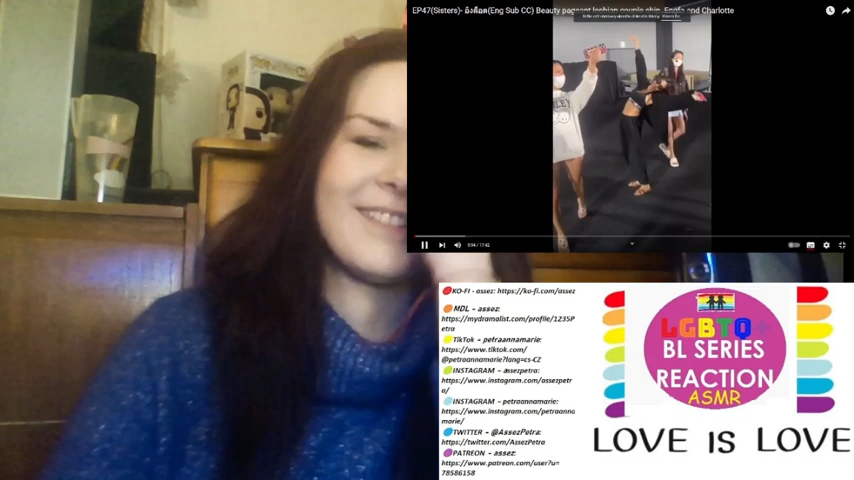 EP47(Sisters)- อิงล็อต(Eng Sub CC) Beauty pageant lesbian couple ship, Engfa and Charlotte
0:04 / 17:42
KO-FI - assez: https://ko-fi.com/assez
MDL - assez:
https://mydramalist.com/profile/1235P
etra
TikTok - petraannamarie:
https://www.tiktok.com/
@petraannamarie?lang=cs-CZ
INSTAGRAM - assezpetra:
https://www.instagram.com/assezpetr
a/
INSTAGRAM - petraannamarie:
https://www.instagram.com/petraanna
marie/
TWITTER - @AssezPetra:
https://twitter.com/AssezPetra
PATREON - assez:
https://www.patreon.com/user?u=
78586158
LGBTQ+
BL SERIES
REACTION
ASMR
LOVE IS LOVE